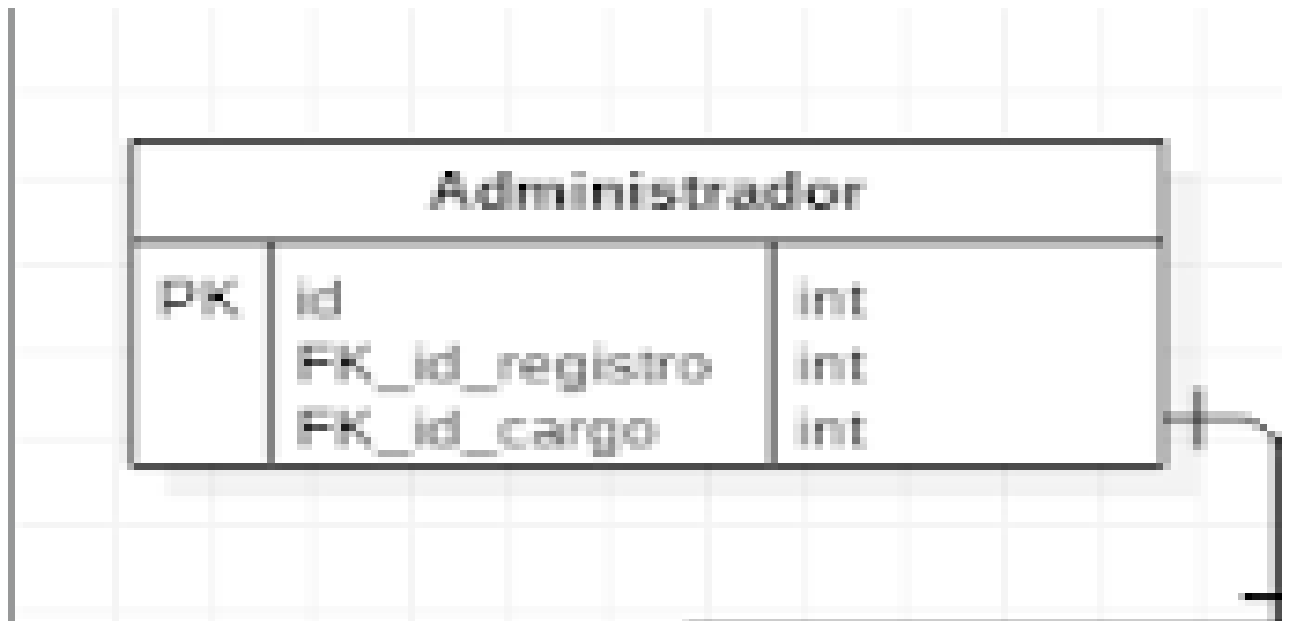 Administrador
PK id int
FK_id_registro int
FK_id_cargo int